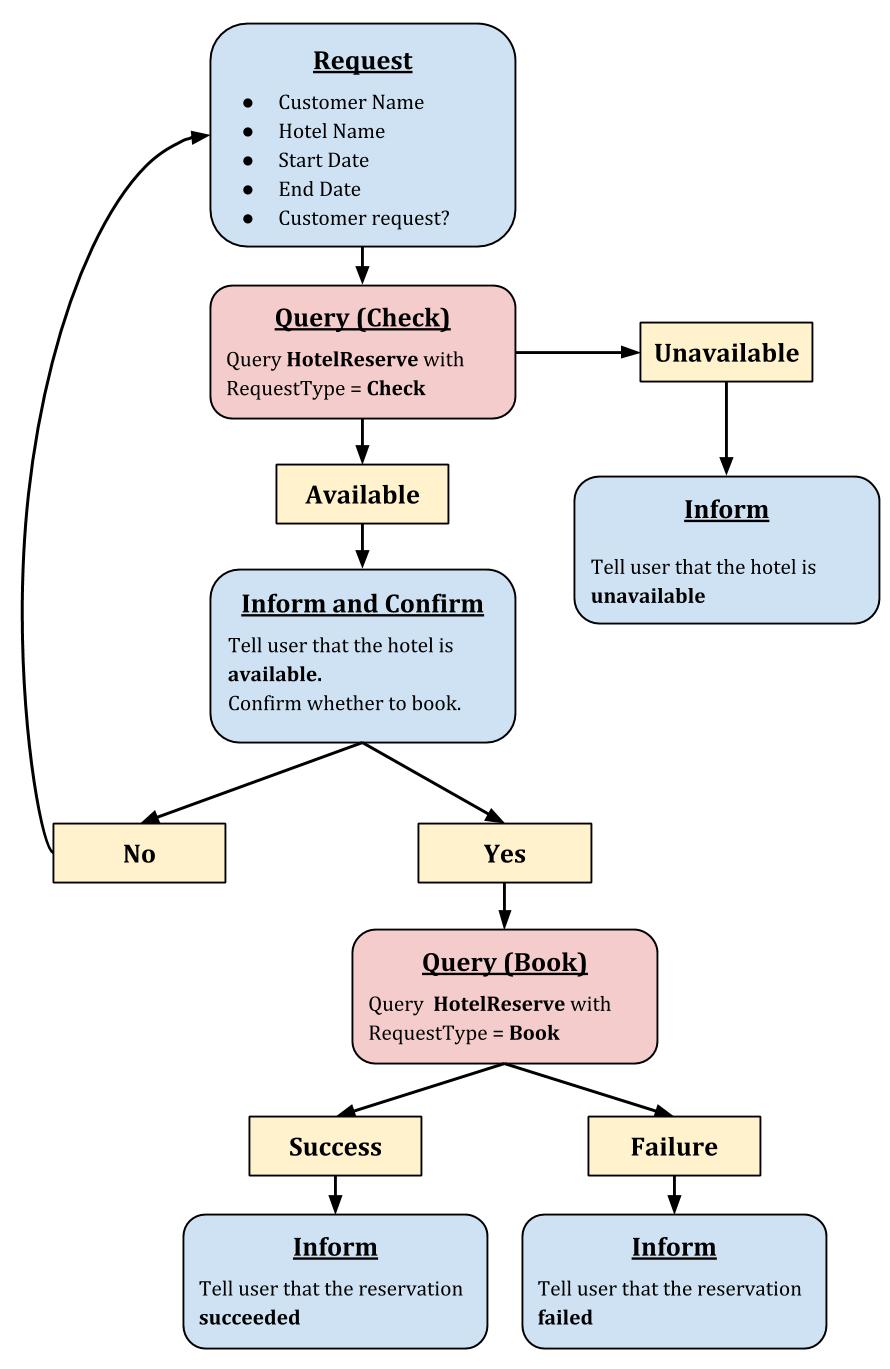 Request
● Customer Name
● Hotel Name
● Start Date
● End Date
● Customer request?
Query (Check)
Query HotelReserve with
RequestType = Check
Unavailable
Available
Inform
Tell user that the hotel is
unavailable
Inform and Confirm
Tell user that the hotel is
available.
Confirm whether to book.
No
Yes
Query (Book)
Query HotelReserve with
RequestType = Book
Success
Failure
Inform
Tell user that the reservation
succeeded
Inform
Tell user that the reservation
failed